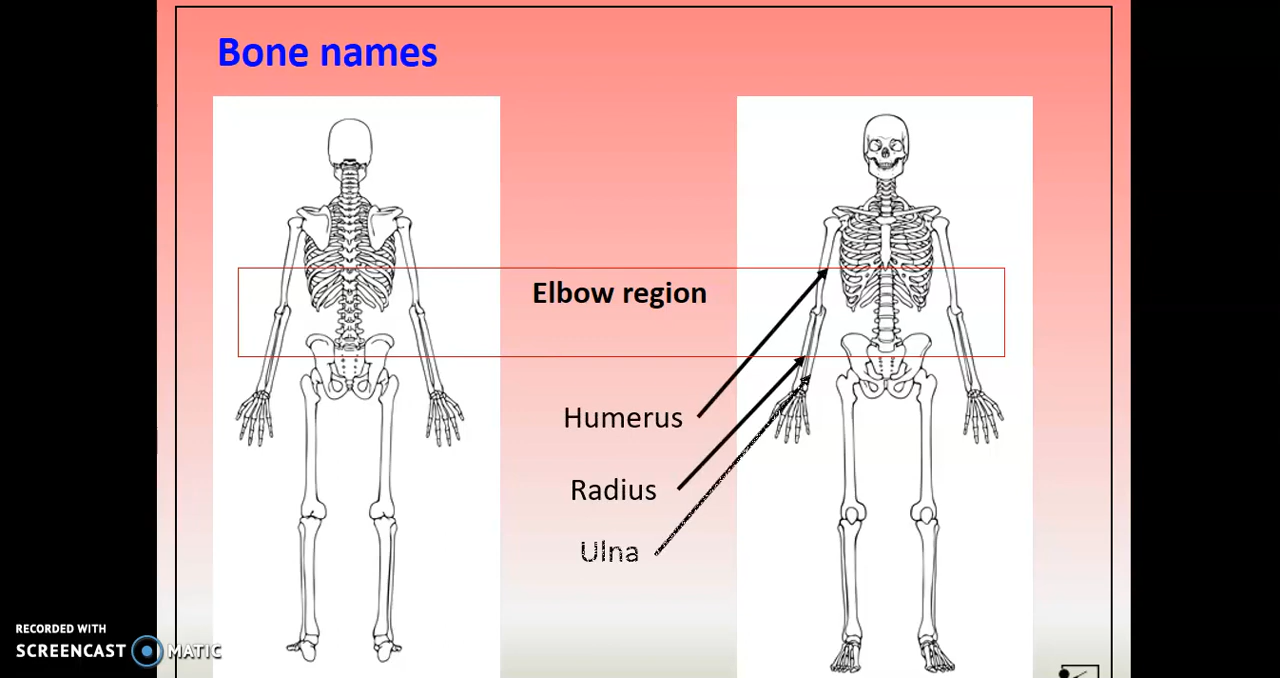 Bone names
Elbow region
Humerus
Radius
Ulna
RECORDED WITH
SCREENCAST MATIC